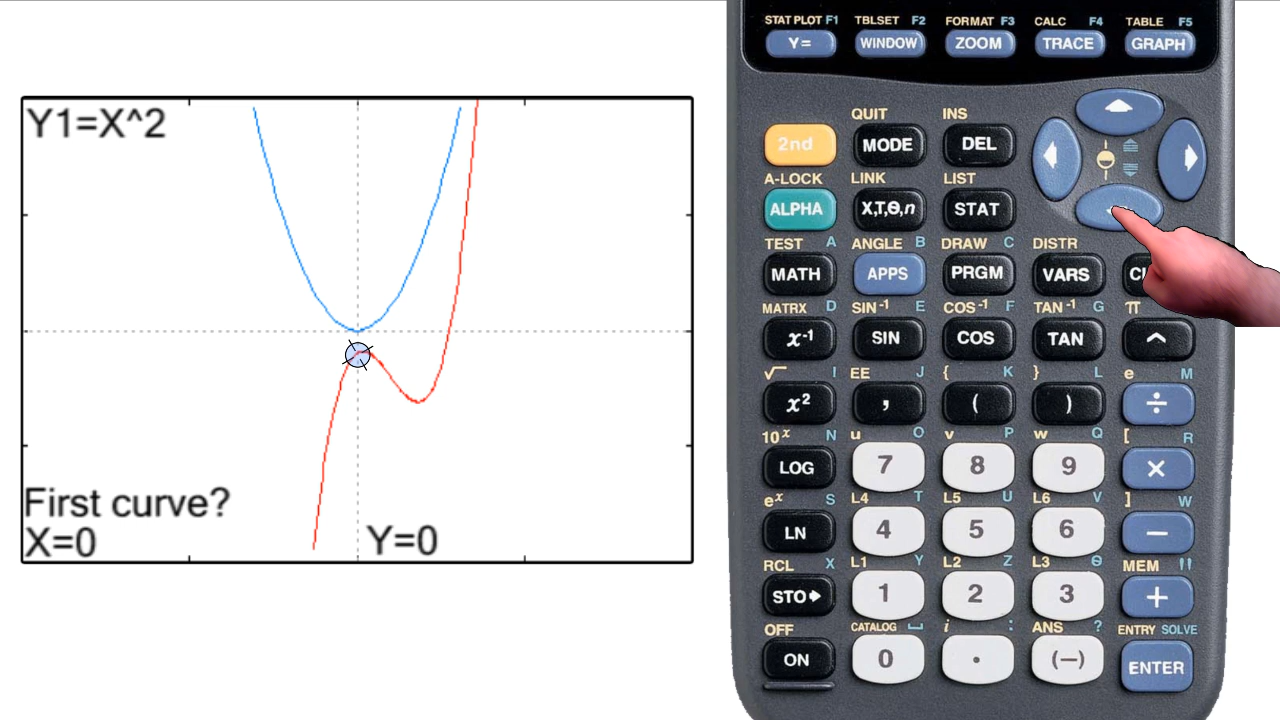 Y1=X^2
First curve?
X=0 Y=0
STAT PLOT F1 TBLSET F2 FORMAT F3 CALC F4 TABLE F5
Y= WINDOW ZOOM TRACE GRAPH
QUIT INS
2nd MODE DEL
A-LOCK LINK LIST
ALPHA X,T,Θ,n STAT
TEST A ANGLE B DRAW C DISTR
MATH APPS PRGM VARS
MATRX D SIN⁻¹ E COS⁻¹ F TAN⁻¹ G π
x⁻¹ SIN COS TAN ^
√ I EE J { K } L e M
x² , ( ) ÷
10ˣ N u O v P w Q [ R
LOG 7 8 9 ×
eˣ S L4 T L5 U L6 V ] W
LN 4 5 6 −
RCL X L1 Y L2 Z L3 Θ MEM "
STO▶ 1 2 3 +
OFF CATALOG ⎵ i : ANS ? ENTRY SOLVE
ON 0 . (−) ENTER